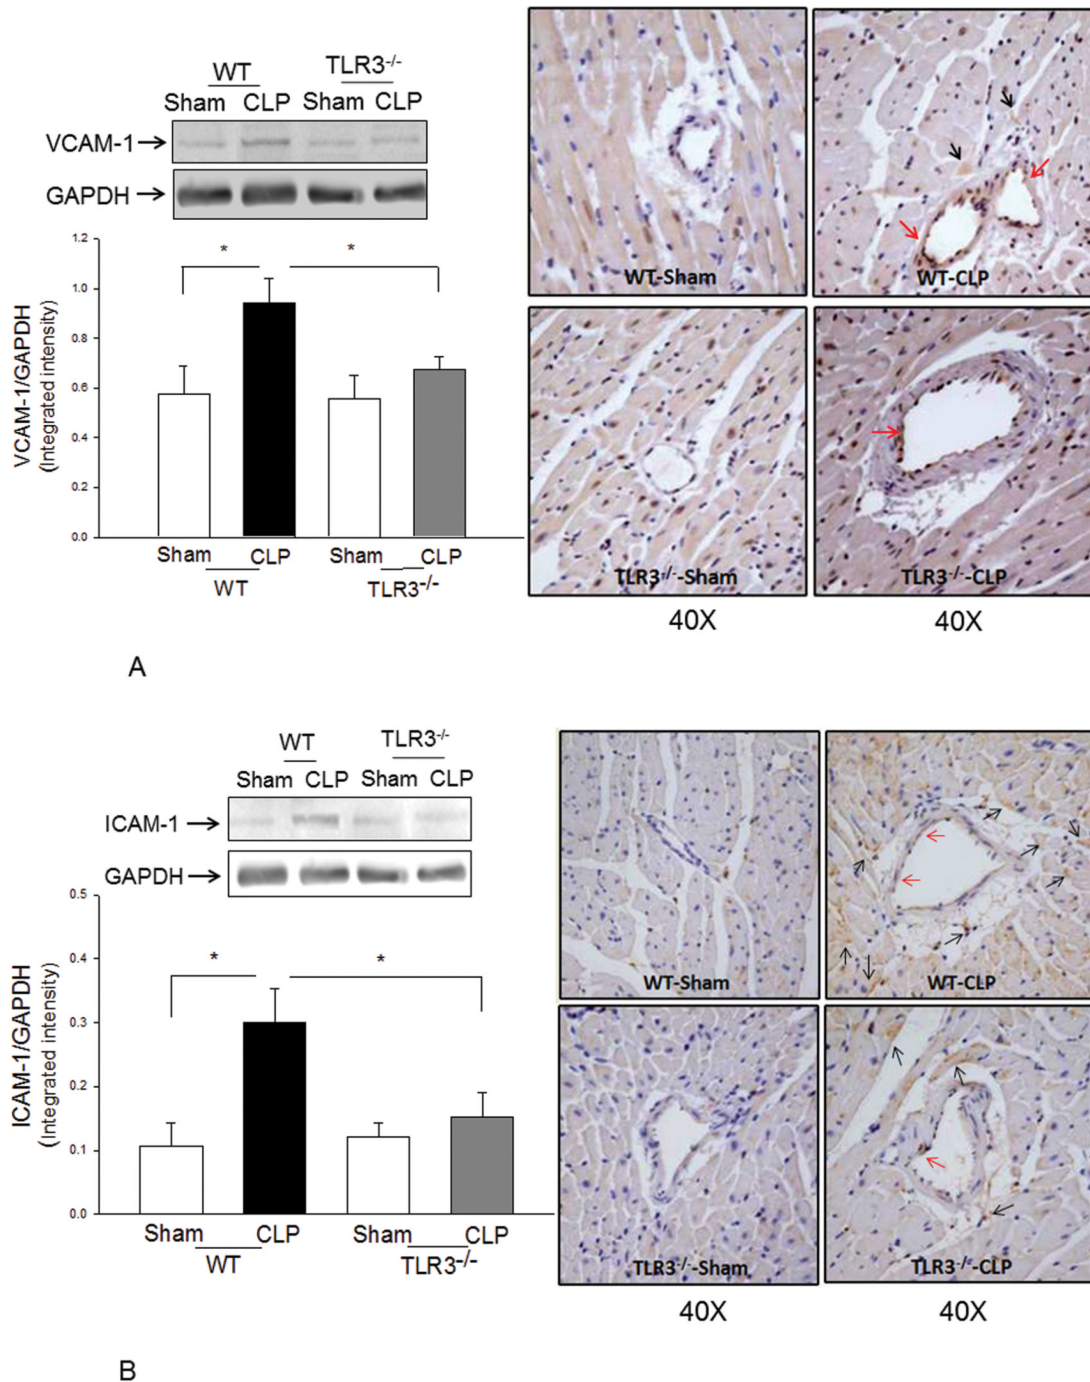 A
WT TLR3-/-
Sham CLP Sham CLP
VCAM-1
GAPDH
1.2
1.0
0.8
0.6
0.4
0.2
0.0
VCAM-1/GAPDH
(Integrated intensity)
* *
Sham CLP Sham CLP
WT TLR3-/-
WT-Sham WT-CLP
TLR3-/--Sham TLR3-/--CLP
40X 40X
A
WT TLR3-/-
Sham CLP Sham CLP
ICAM-1
GAPDH
0.5
0.4
0.3
0.2
0.1
0.0
ICAM-1/GAPDH
(Integrated intensity)
* *
Sham CLP Sham CLP
WT TLR3-/-
WT-Sham WT-CLP
TLR3-/--Sham TLR3-/--CLP
40X 40X
B